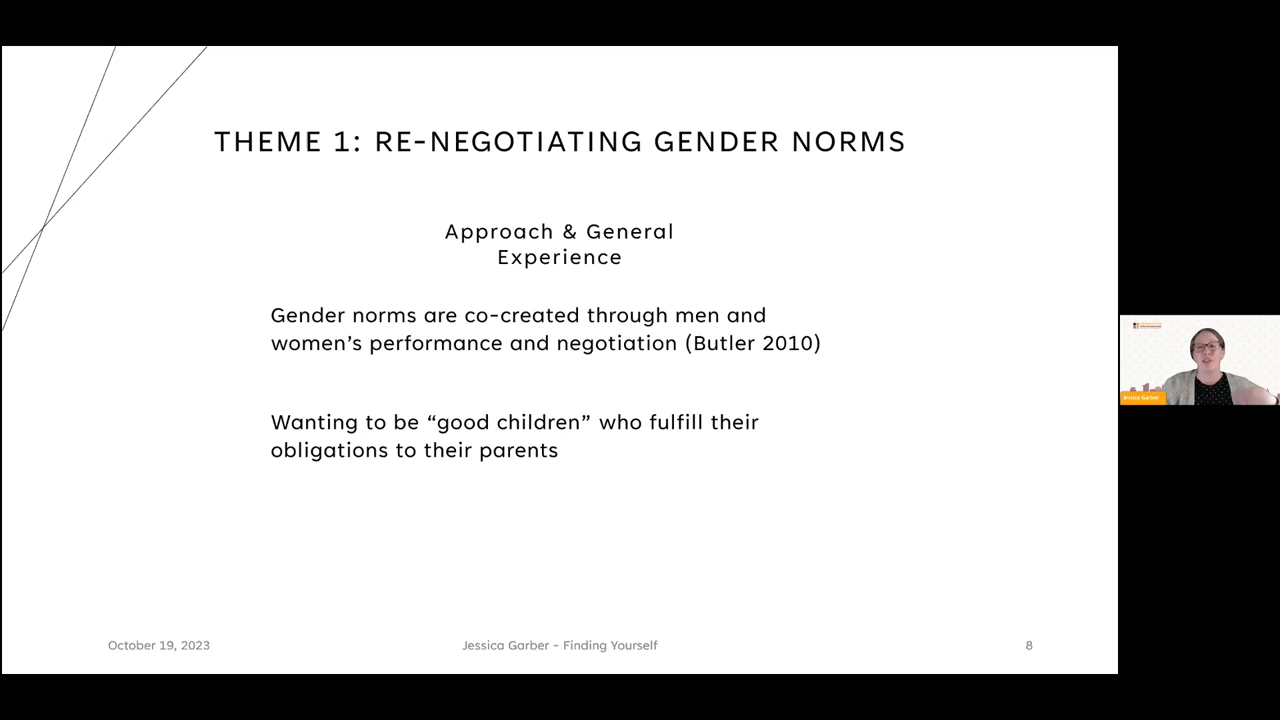 THEME 1: RE-NEGOTIATING GENDER NORMS
Approach & General
Experience
Gender norms are co-created through men and
women’s performance and negotiation (Butler 2010)
Wanting to be “good children” who fulfill their
obligations to their parents
October 19, 2023
Jessica Garber - Finding Yourself
8
Jessica Garber